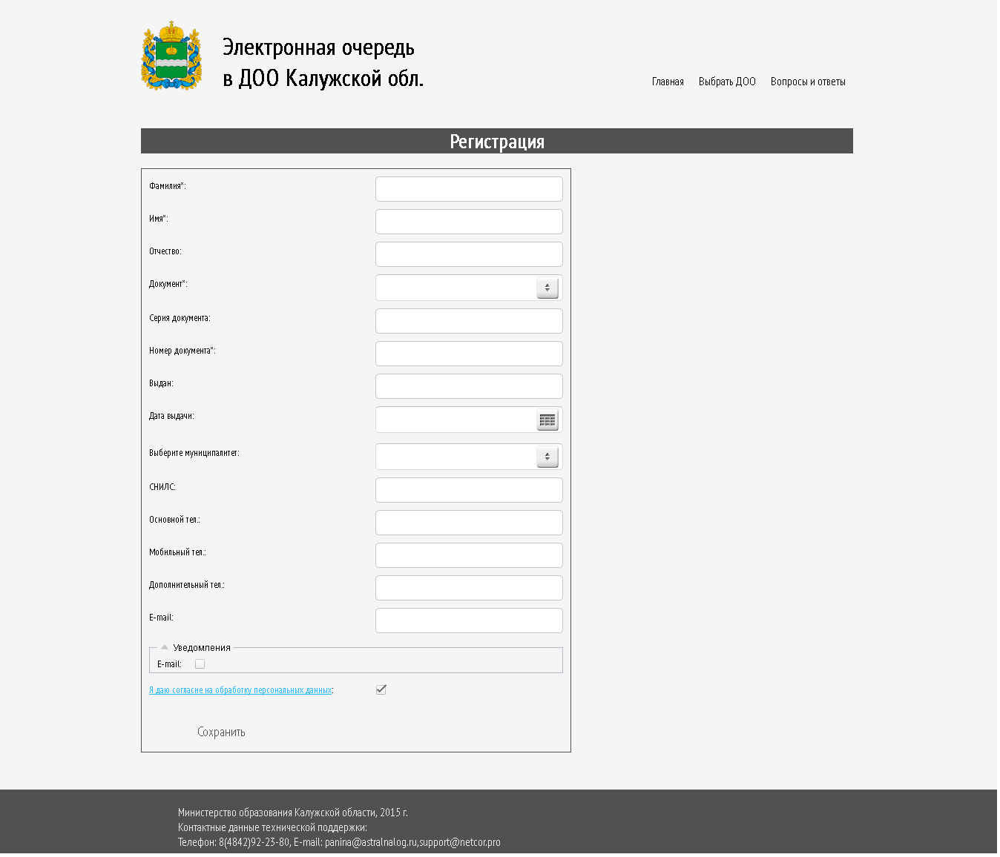 Электронная очередь
в ДОО Калужской обл.
Главная Выбрать ДОО Вопросы и ответы
Регистрация
Фамилия*:
Имя*:
Отчество:
Документ*:
Серия документа:
Номер документа*:
Выдан:
Дата выдачи:
Выберите муниципалитет:
СНИЛС:
Основной тел.:
Мобильный тел.:
Дополнительный тел.:
E-mail:
Уведомления
E-mail:
Я даю согласие на обработку персональных данных:
Сохранить
Министерство образования Калужской области, 2015 г.
Контактные данные технической поддержки:
Телефон: 8(4842)92-23-80, E-mail: panina@astralnalog.ru,support@netcor.pro